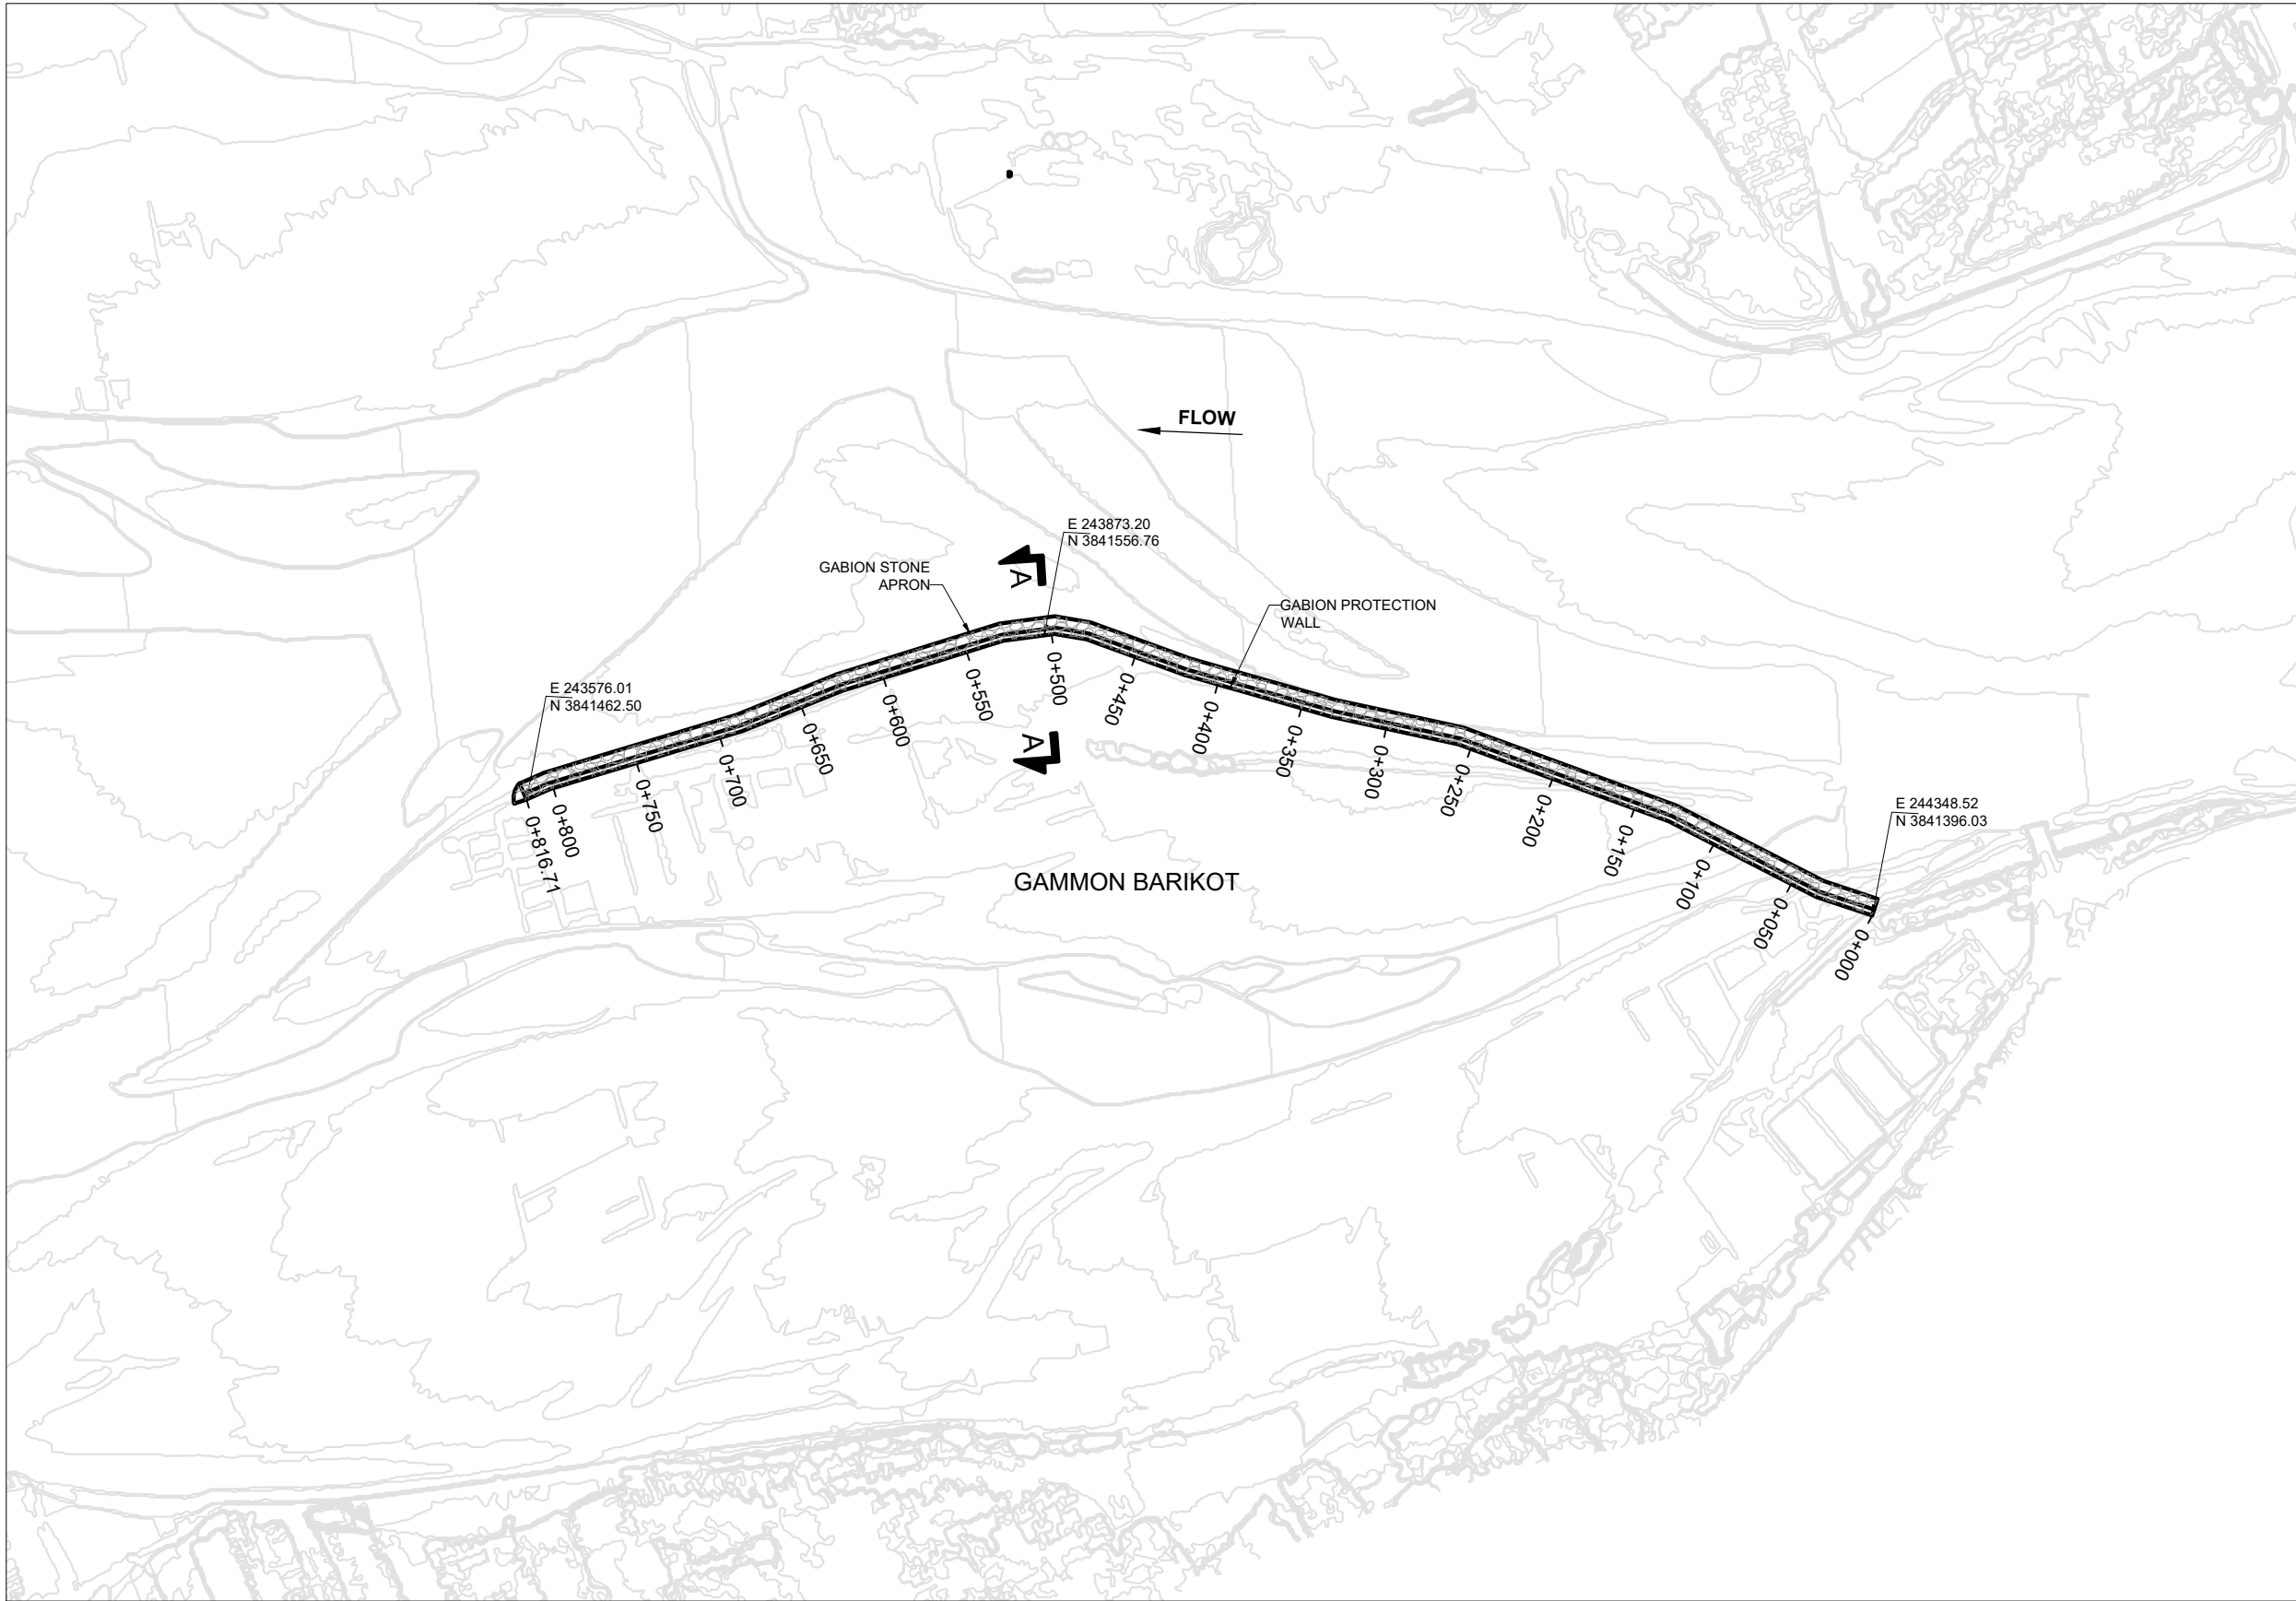 FLOW
E 243873.20
N 3841556.76
A
GABION STONE
APRON
GABION PROTECTION
WALL
E 243576.01
N 3841462.50
A
E 244348.52
N 3841396.03
0+816.71
0+800
0+750
0+700
0+650
0+600
0+550
0+500
0+450
0+400
0+350
0+300
0+250
0+200
0+150
0+100
0+050
0+000
GAMMON BARIKOT